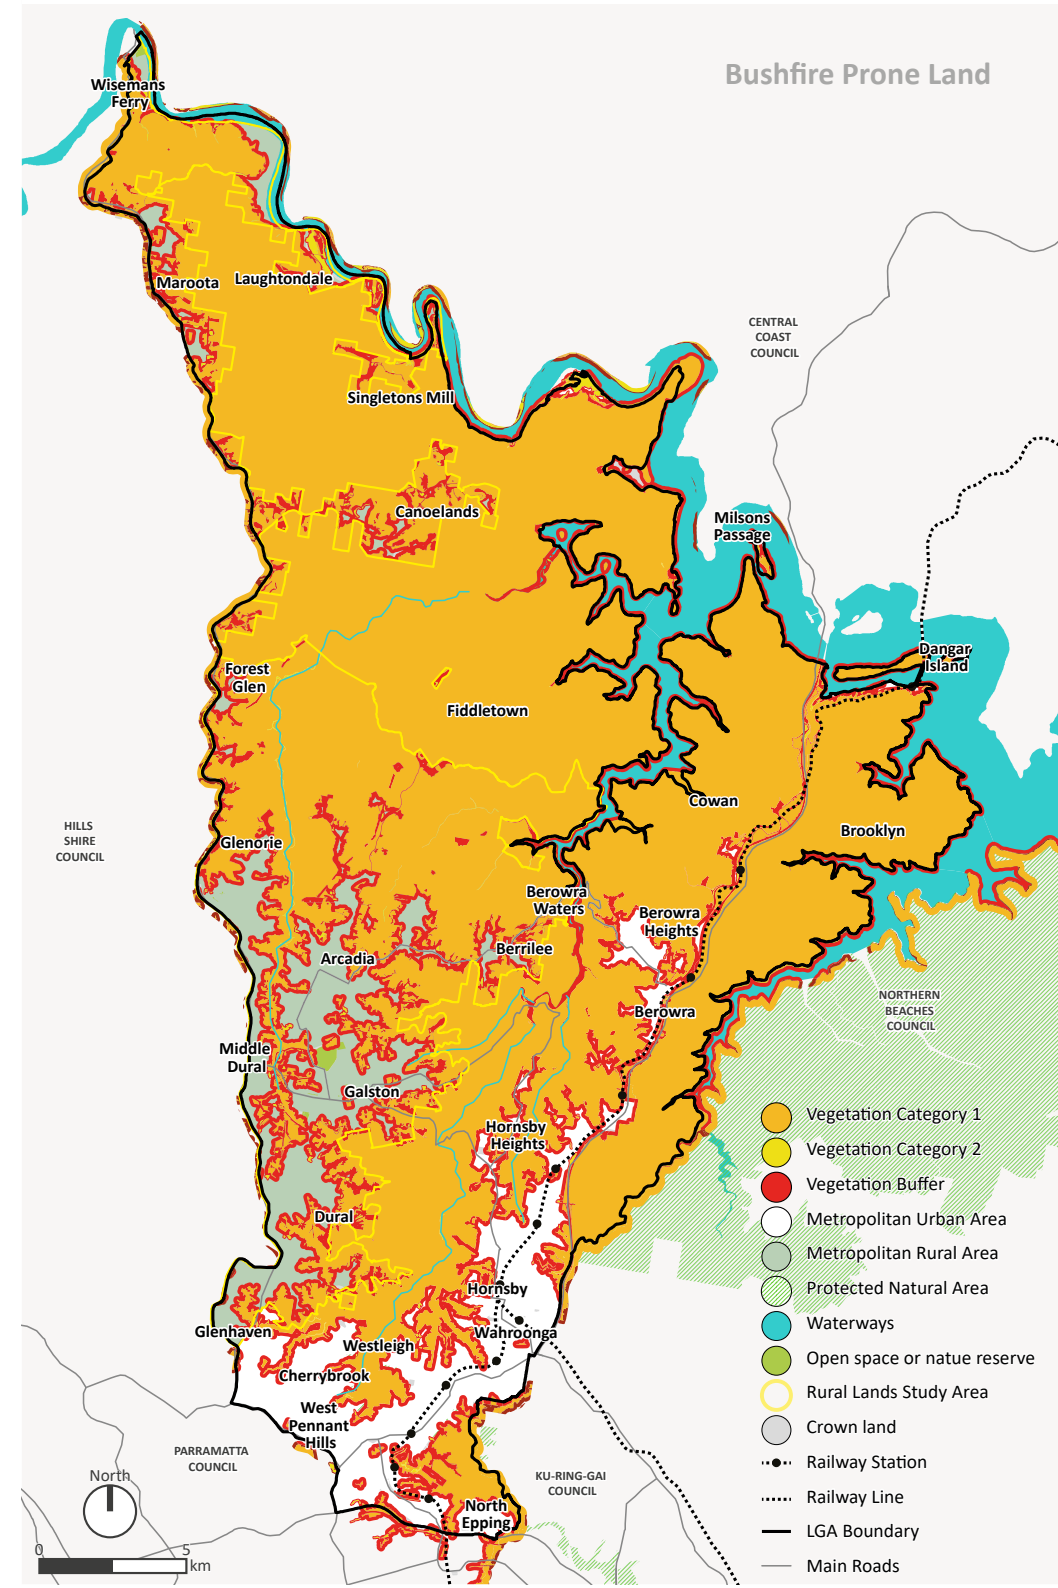 Bushfire Prone Land
Wisemans
Ferry
Maroota
Laughtondale
CENTRAL
COAST
COUNCIL
Singletons Mill
Canoelands
Milsons
Passage
Dangar
Island
Forest
Glen
Fiddletown
Cowan
Brooklyn
HILLS
SHIRE
COUNCIL
Glenorie
Berowra
Waters
Berowra
Heights
Berrilee
Arcadia
NORTHERN
BEACHES
COUNCIL
Berowra
Middle
Dural
Galston
Hornsby
Heights
Dural
Hornsby
Glenhaven
Wahroonga
Westleigh
Cherrybrook
West
Pennant
Hills
PARRAMATTA
COUNCIL
KU-RING-GAI
COUNCIL
North
Epping
Vegetation Category 1
Vegetation Category 2
Vegetation Buffer
Metropolitan Urban Area
Metropolitan Rural Area
Protected Natural Area
Waterways
Open space or natue reserve
Rural Lands Study Area
Crown land
Railway Station
Railway Line
LGA Boundary
Main Roads
North
0 5
km